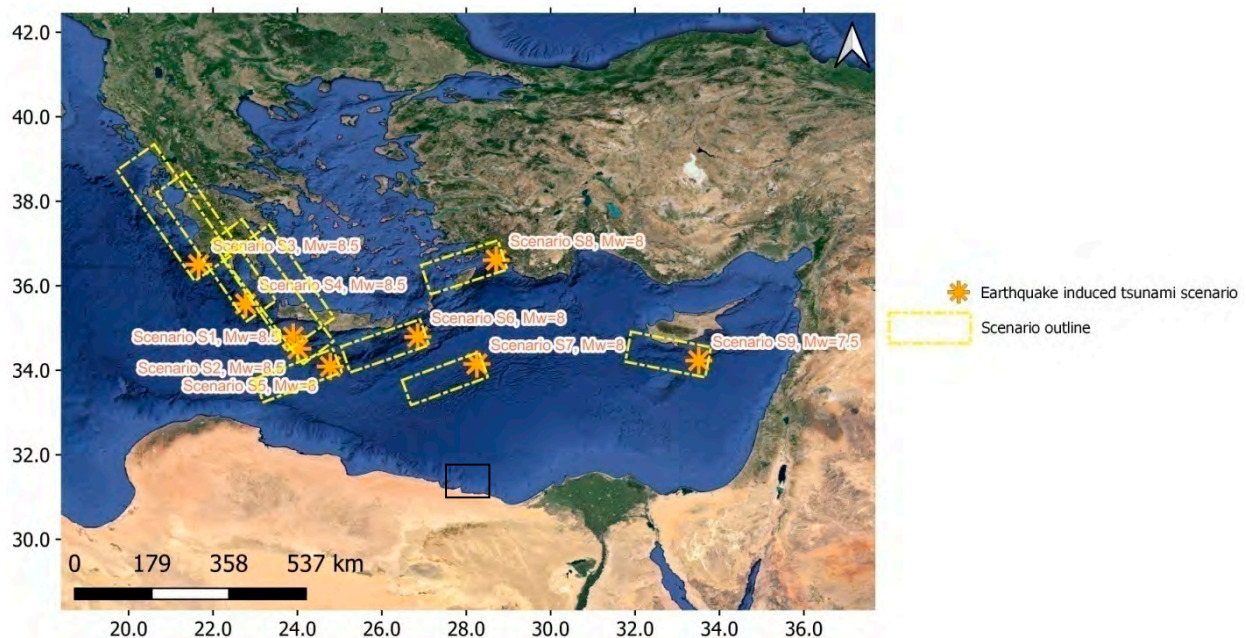 42.0
40.0
38.0
36.0
34.0
32.0
30.0
Scenario S8, Mw=8
Scenario S3, Mw=8.5
Scenario S4, Mw=8.5
Scenario S6, Mw=8
Scenario S1, Mw=8.5
Scenario S7, Mw=8
Scenario S9, Mw=7.5
Scenario S2, Mw=8.5
Scenario S5, Mw=8
Earthquake induced tsunami scenario
Scenario outline
0 179 358 537 km
20.0 22.0 24.0 26.0 28.0 30.0 32.0 34.0 36.0